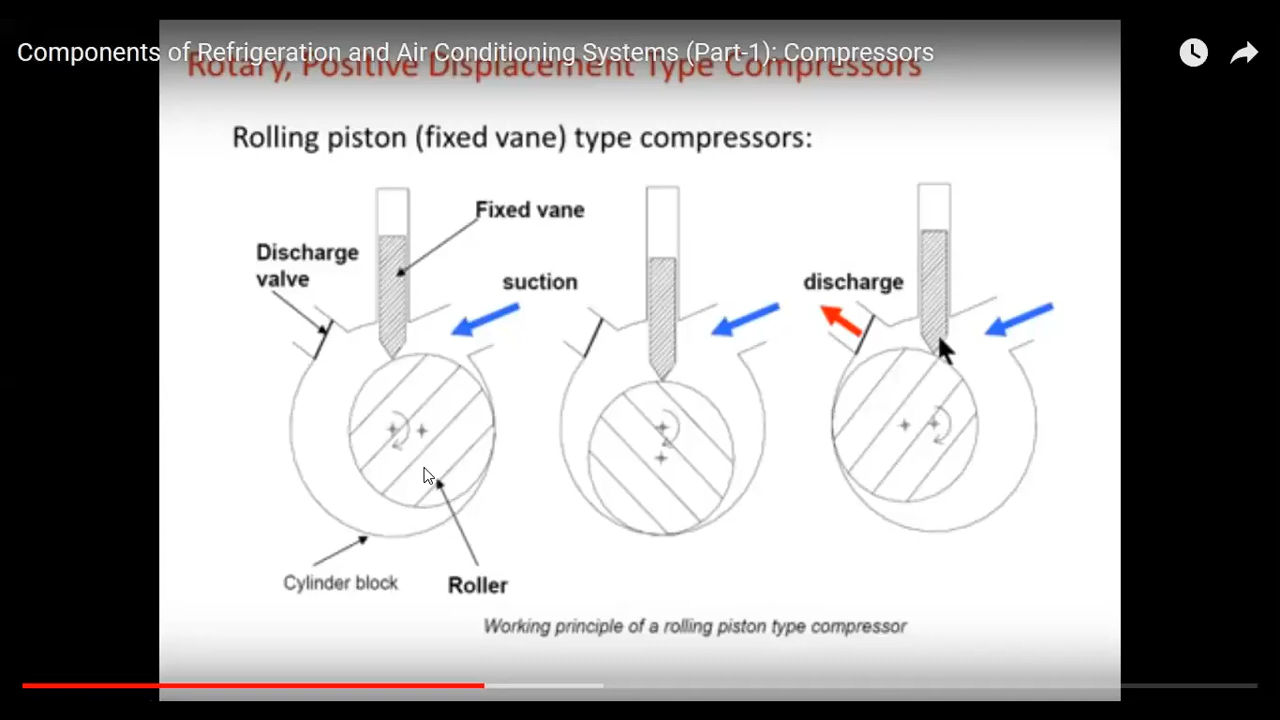 Components of Refrigeration and Air Conditioning Systems (Part-1): Compressors
Rotary, Positive Displacement Type Compressors
Rolling piston (fixed vane) type compressors:
Fixed vane
Discharge
valve
suction
discharge
Cylinder block
Roller
Working principle of a rolling piston type compressor